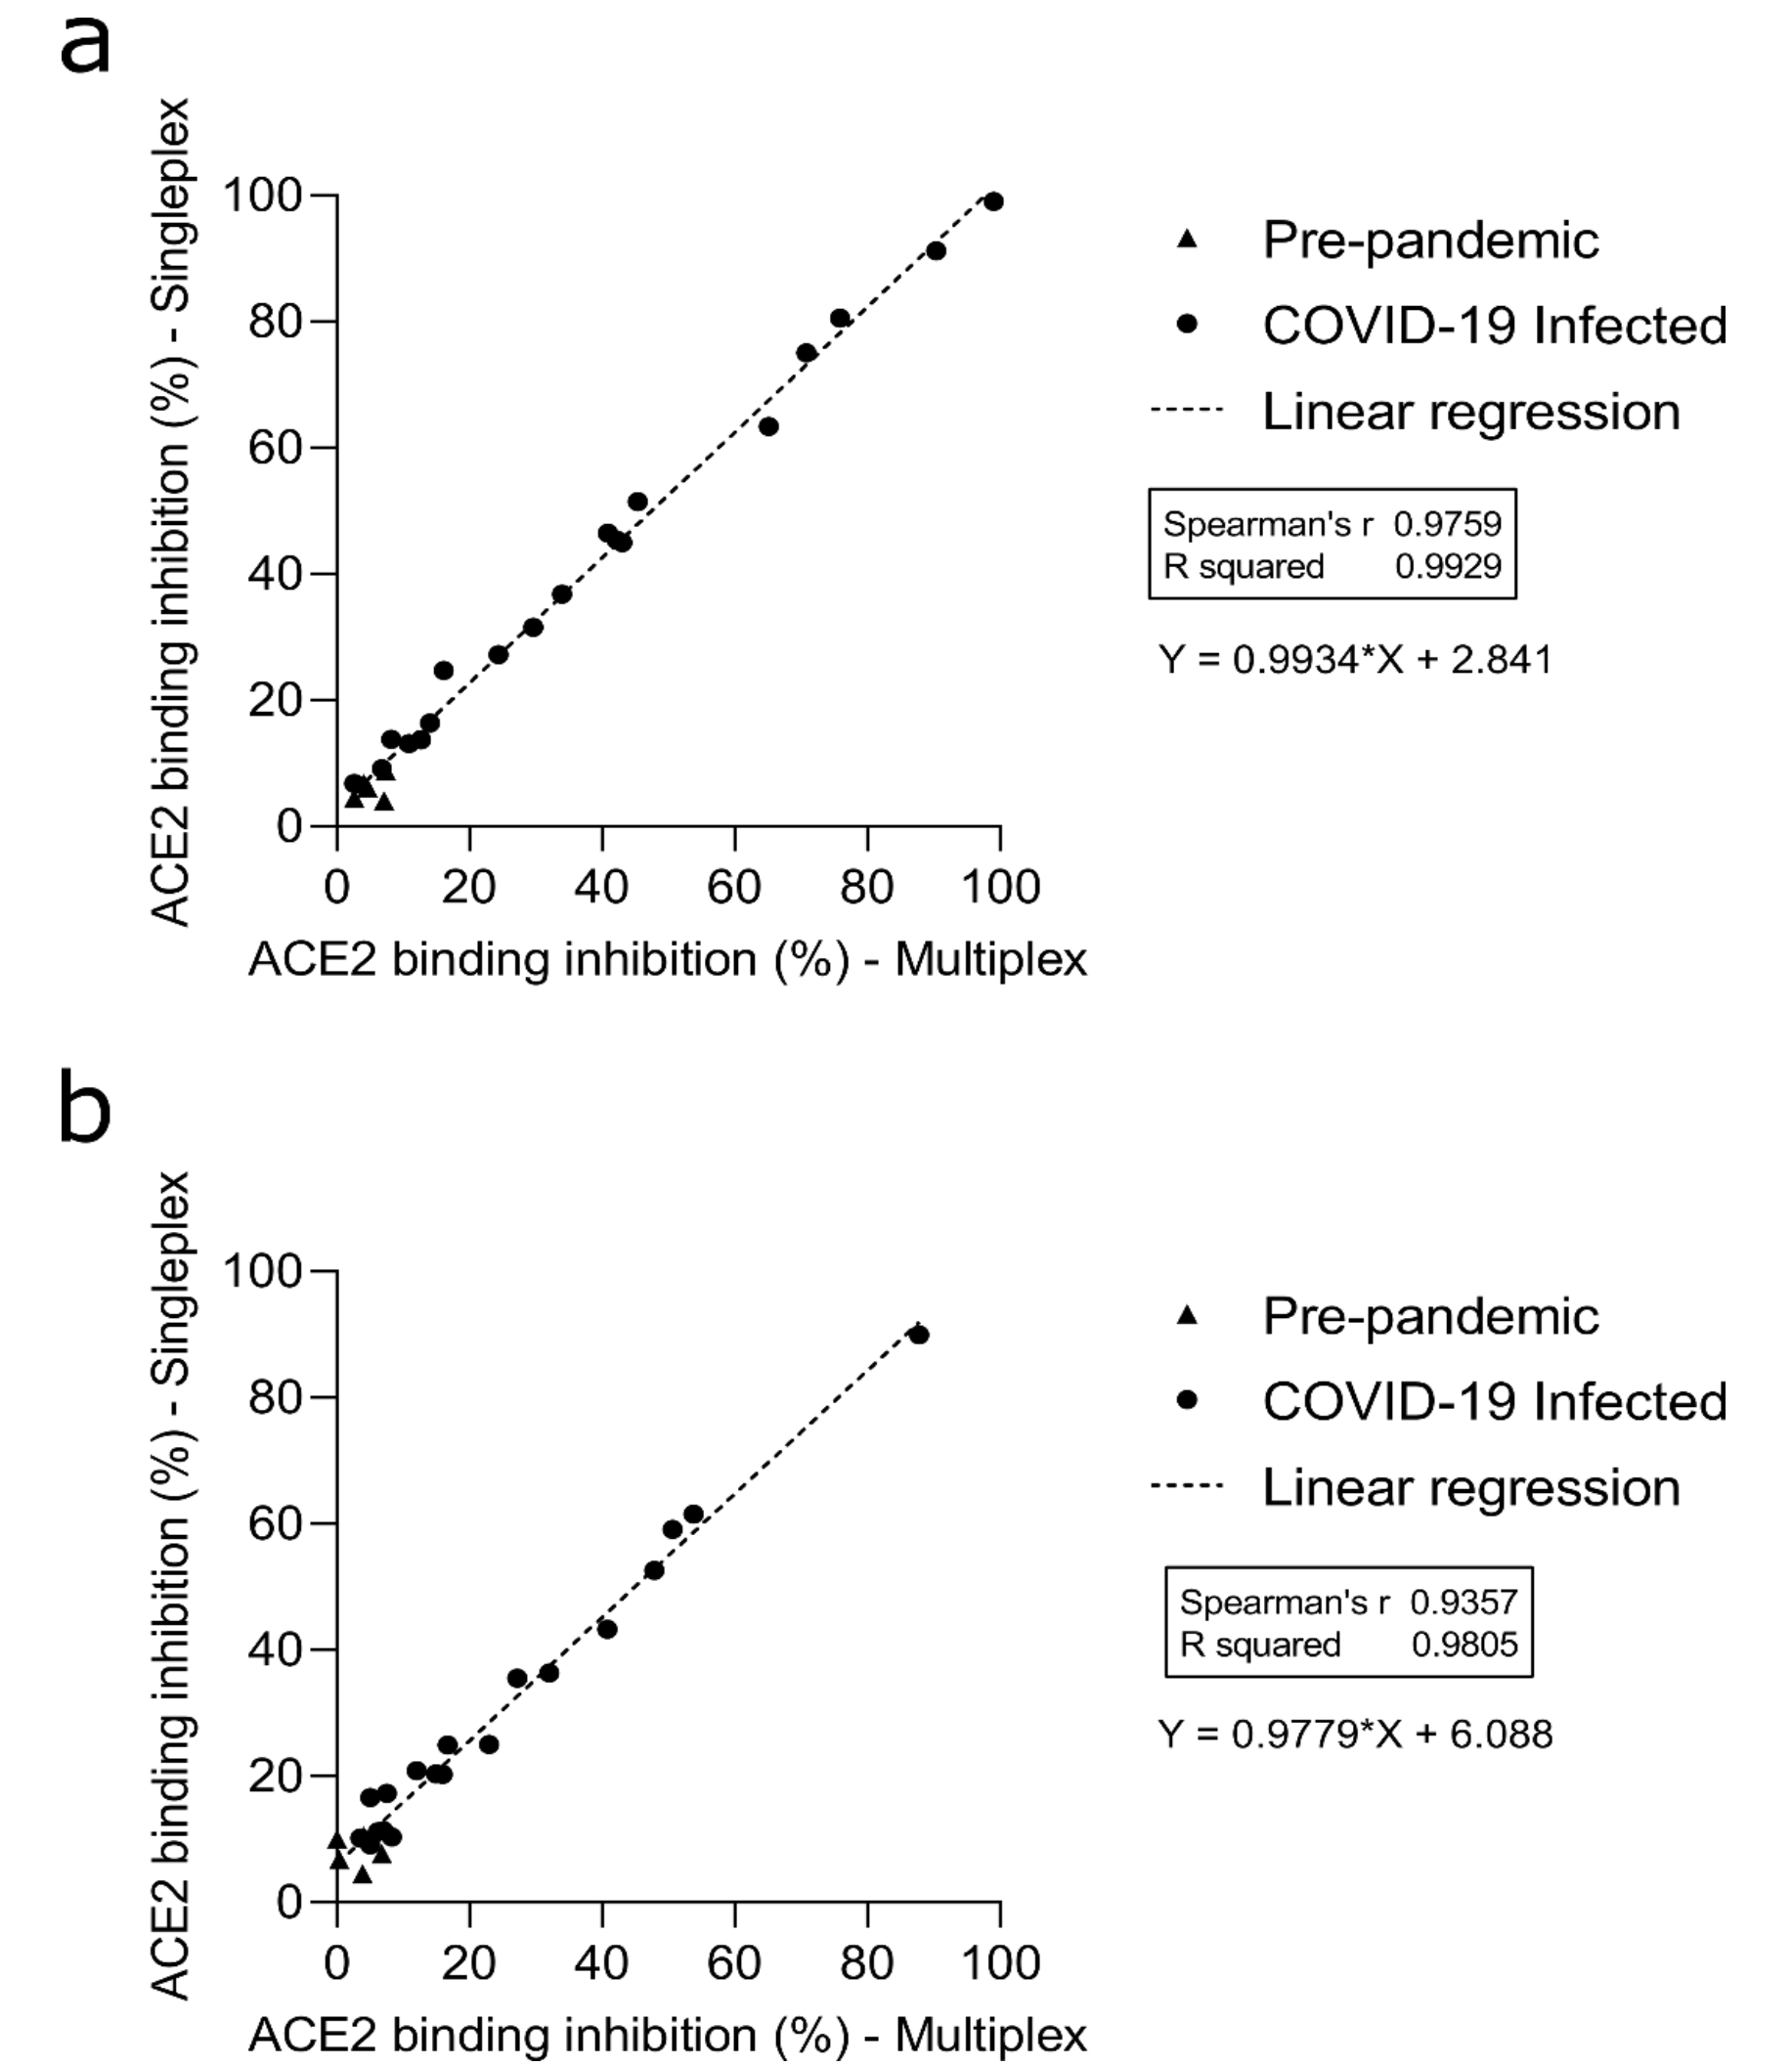 a
ACE2 binding inhibition (%) - Singleplex
100
80
60
40
20
0
0 20 40 60 80 100
ACE2 binding inhibition (%) - Multiplex
Pre-pandemic
COVID-19 Infected
Linear regression
Spearman's r 0.9759
R squared 0.9929
Y = 0.9934*X + 2.841
b
ACE2 binding inhibition (%) - Singleplex
100
80
60
40
20
0
0 20 40 60 80 100
ACE2 binding inhibition (%) - Multiplex
Pre-pandemic
COVID-19 Infected
Linear regression
Spearman's r 0.9357
R squared 0.9805
Y = 0.9779*X + 6.088